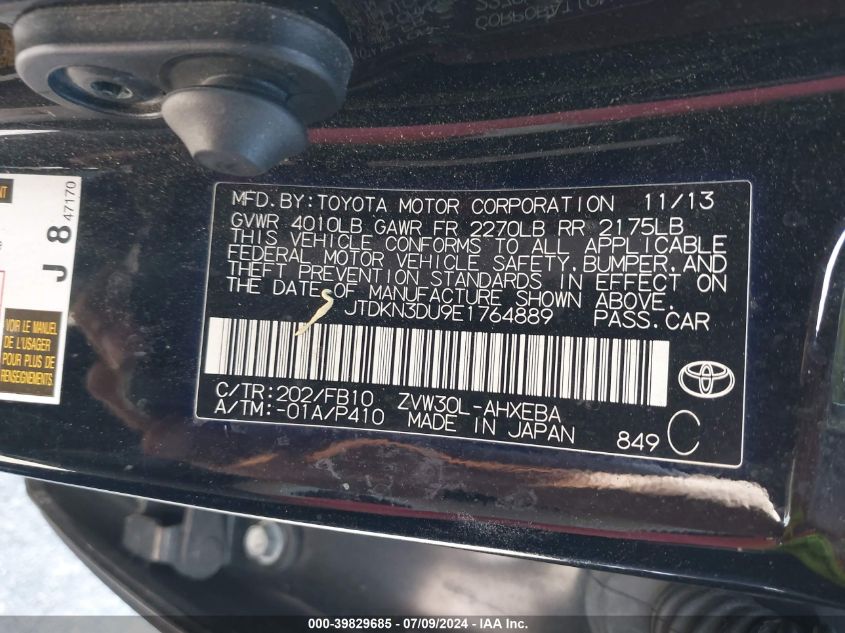 MFD.BY:TOYOTA MOTOR CORPORATION 11/13
GVWR 4010LB GAWR FR 2270LB RR 2175LB
THIS VEHICLE CONFORMS TO ALL APPLICABLE
FEDERAL MOTOR VEHICLE SAFETY, BUMPER, AND
THEFT PREVENTION STANDARDS IN EFFECT ON
THE DATE OF MANUFACTURE SHOWN ABOVE.
JTDKN3DU9E1764889 PASS.CAR
C/TR:202/FB10 ZVW30L-AHXEBA
A/TM:-01A/P410 MADE IN JAPAN 849 C
J 8 47170
VOIR LE MANUEL
DE L'USAGER
POUR PLUS DE
RENSEIGNEMENTS
000-39829685 / 07/09/2024 - IAA Inc.